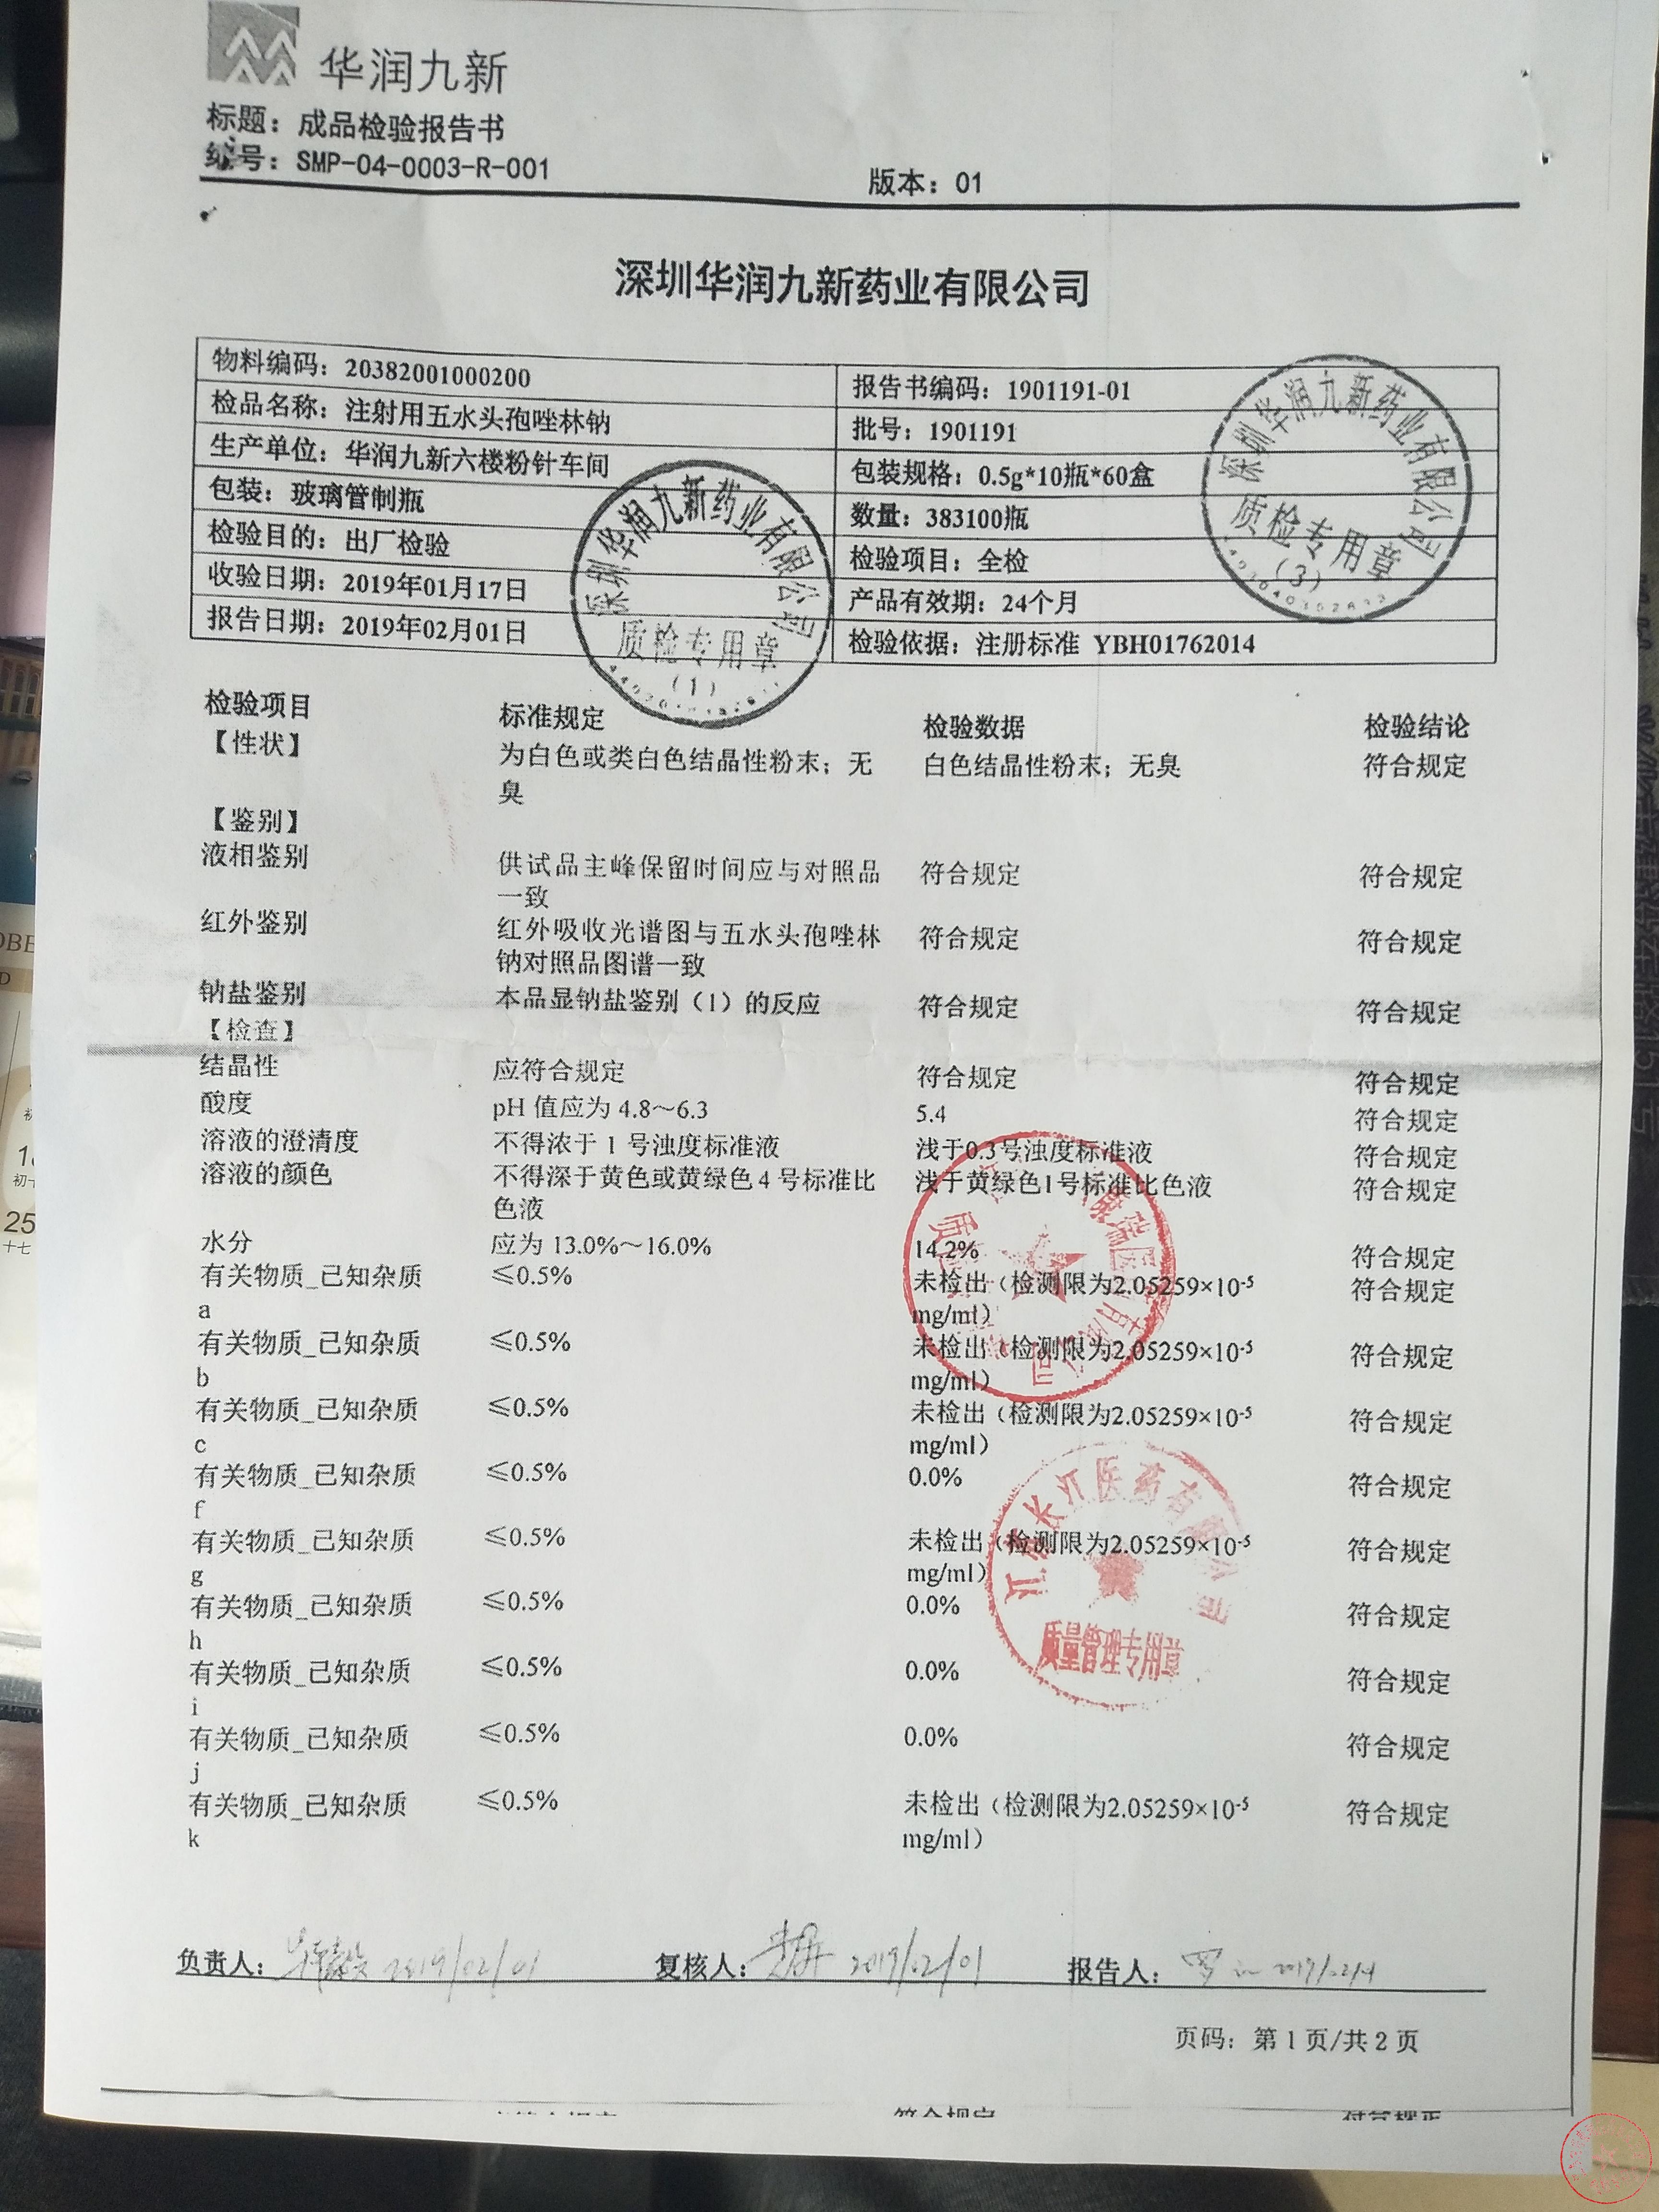 华润九新
标题：成品检验报告书
编号：SMP-04-0003-R-001
版本：01
深圳华润九新药业有限公司
物料编码：20382001000200
报告书编码：1901191-01
检品名称：注射用五水头孢唑林钠
批号：1901191
生产单位：华润九新六楼粉针车间
包装规格：0.5g*10瓶*60盒
包装：玻璃管制瓶
数量：383100瓶
检验目的：出厂检验
检验项目：全检
收验日期：2019年01月17日
产品有效期：24个月
报告日期：2019年02月01日
检验依据：注册标准 YBH01762014
深圳华润九新药业有限公司
质检专用章
（1）
深圳华润九新药业有限公司
质检专用章
（3）
检验项目 标准规定 检验数据 检验结论
【性状】 为白色或类白色结晶性粉末；无 白色结晶性粉末；无臭 符合规定
臭
【鉴别】
液相鉴别 供试品主峰保留时间应与对照品 符合规定 符合规定
一致
红外鉴别 红外吸收光谱图与五水头孢唑林 符合规定 符合规定
钠对照品图谱一致
钠盐鉴别 本品显钠盐鉴别（1）的反应 符合规定 符合规定
【检查】
结晶性 应符合规定 符合规定 符合规定
酸度 pH 值应为 4.8～6.3 5.4 符合规定
溶液的澄清度 不得浓于 1 号浊度标准液 浅于0.3号浊度标准液 符合规定
溶液的颜色 不得深于黄色或黄绿色 4 号标准比 浅于黄绿色1号标准比色液 符合规定
色液
水分 应为 13.0%～16.0% 14.2% 符合规定
有关物质_已知杂质 ≤0.5% 未检出（检测限为2.05259×10⁻⁵ 符合规定
a mg/ml）
有关物质_已知杂质 ≤0.5% 未检出（检测限为2.05259×10⁻⁵ 符合规定
b mg/ml）
有关物质_已知杂质 ≤0.5% 未检出（检测限为2.05259×10⁻⁵ 符合规定
c mg/ml）
有关物质_已知杂质 ≤0.5% 0.0% 符合规定
f
有关物质_已知杂质 ≤0.5% 未检出（检测限为2.05259×10⁻⁵ 符合规定
g mg/ml）
有关物质_已知杂质 ≤0.5% 0.0% 符合规定
h
有关物质_已知杂质 ≤0.5% 0.0% 符合规定
i
有关物质_已知杂质 ≤0.5% 0.0% 符合规定
j
有关物质_已知杂质 ≤0.5% 未检出（检测限为2.05259×10⁻⁵ 符合规定
k mg/ml）
质量管理专用章
负责人： 2019/02/01 复核人： 2019/02/01 报告人：
页码：第 1 页/共 2 页